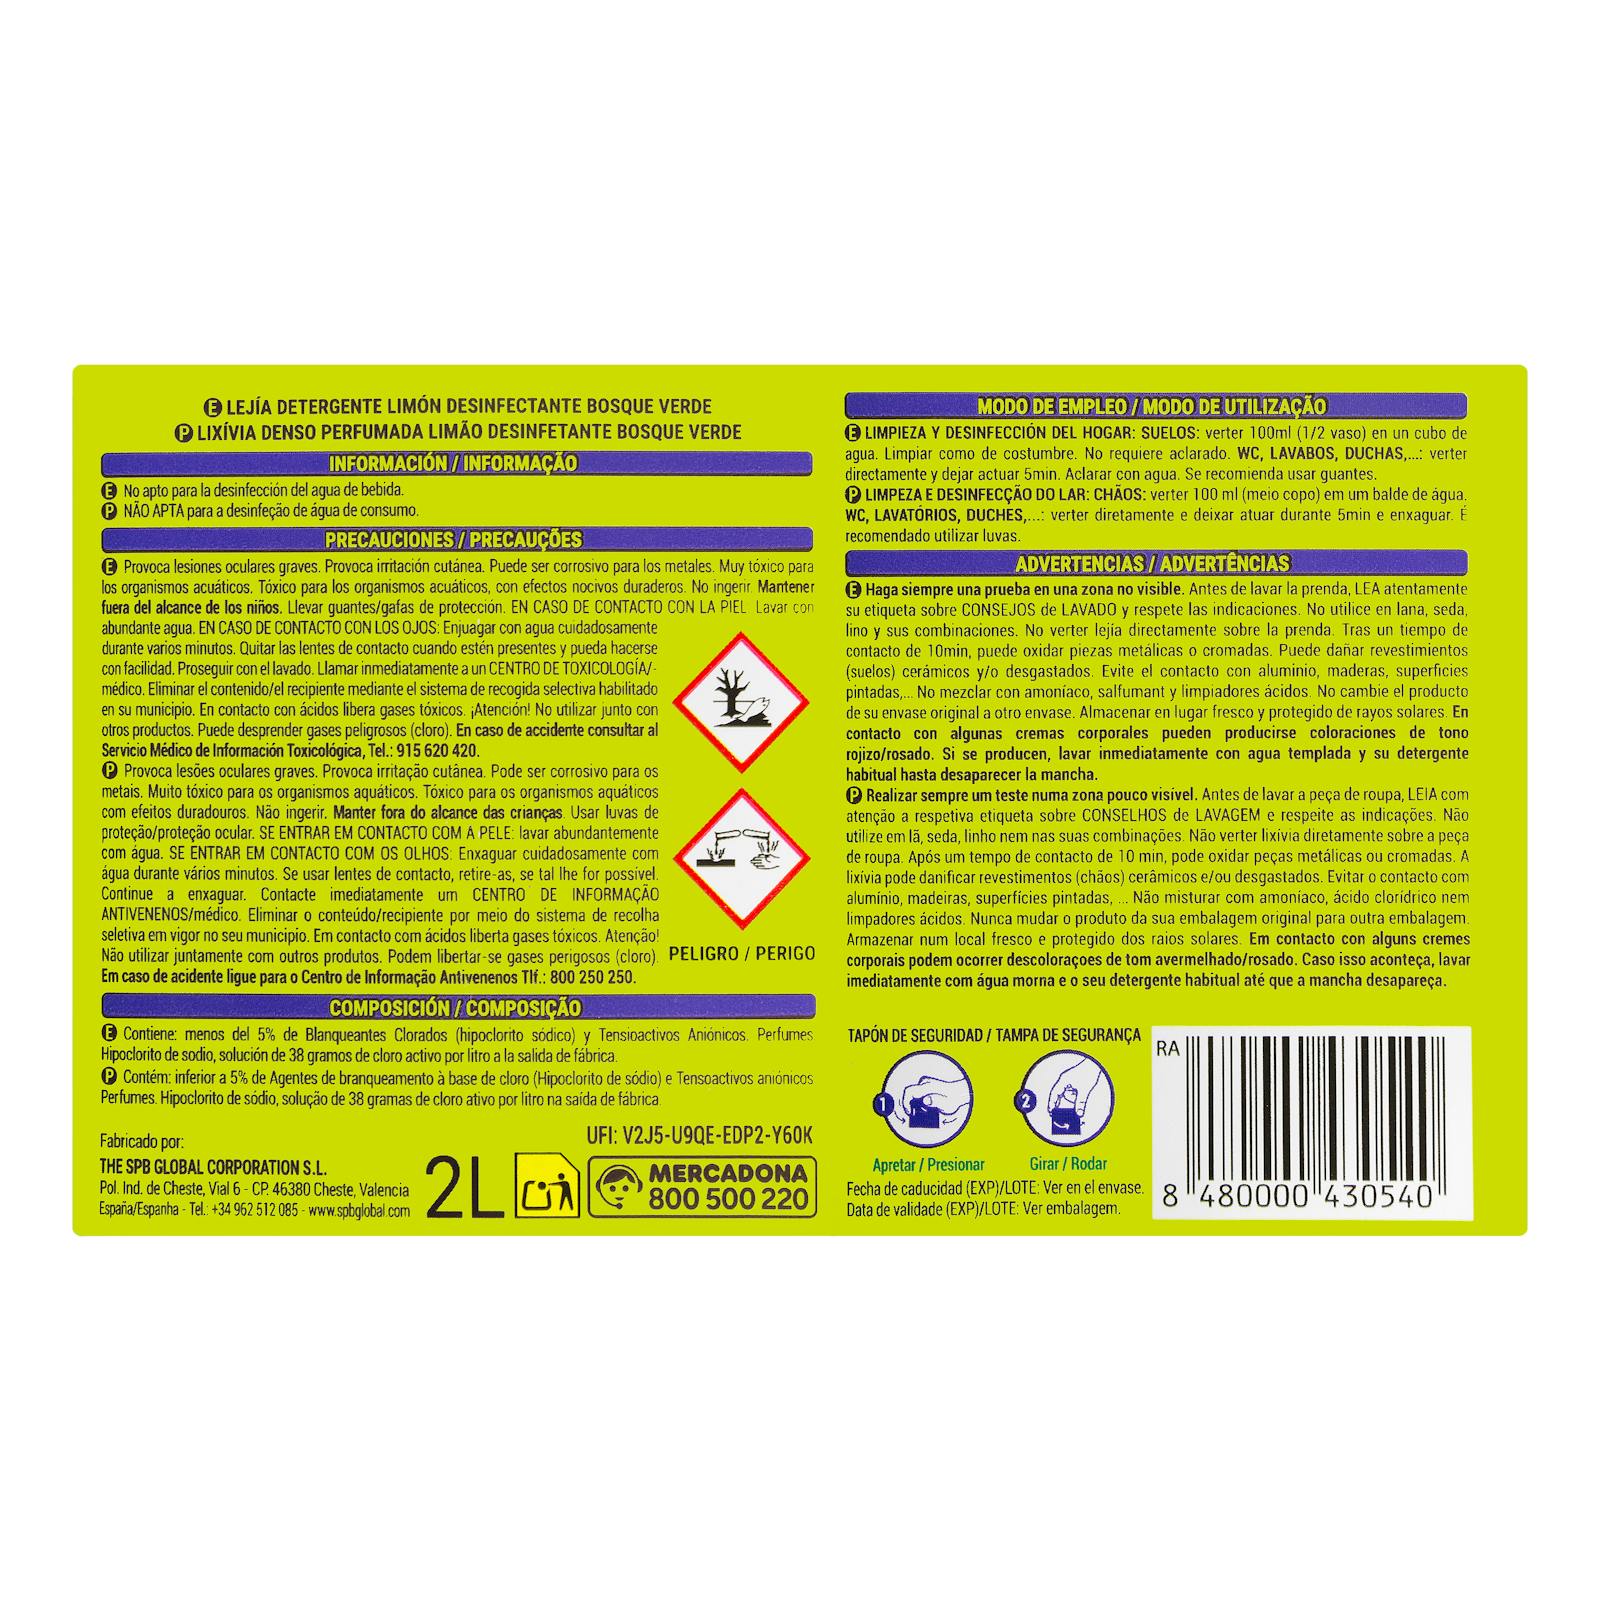 E LEJÍA DETERGENTE LIMÓN DESINFECTANTE BOSQUE VERDE
P LIXÍVIA DENSO PERFUMADA LIMÃO DESINFETANTE BOSQUE VERDE
INFORMACIÓN / INFORMAÇÃO
E No apto para la desinfección del agua de bebida.
P NÃO APTA para a desinfeção de água de consumo.
PRECAUCIONES / PRECAUÇÕES
E Provoca lesiones oculares graves. Provoca irritación cutánea. Puede ser corrosivo para los metales. Muy tóxico para
los organismos acuáticos. Tóxico para los organismos acuáticos, con efectos nocivos duraderos. No ingerir. Mantener
fuera del alcance de los niños. Llevar guantes/gafas de protección. EN CASO DE CONTACTO CON LA PIEL: Lavar con
abundante agua. EN CASO DE CONTACTO CON LOS OJOS: Enjuagar con agua cuidadosamente
durante varios minutos. Quitar las lentes de contacto cuando estén presentes y pueda hacerse
con facilidad. Proseguir con el lavado. Llamar inmediatamente a un CENTRO DE TOXICOLOGÍA/-
médico. Eliminar el contenido/el recipiente mediante el sistema de recogida selectiva habilitado
en su municipio. En contacto con ácidos libera gases tóxicos. ¡Atención! No utilizar junto con
otros productos. Puede desprender gases peligrosos (cloro). En caso de accidente consultar al
Servicio Médico de Información Toxicológica, Tel.: 915 620 420.
P Provoca lesões oculares graves. Provoca irritação cutânea. Pode ser corrosivo para os
metais. Muito tóxico para os organismos aquáticos. Tóxico para os organismos aquáticos
com efeitos duradouros. Não ingerir. Manter fora do alcance das crianças. Usar luvas de
proteção/proteção ocular. SE ENTRAR EM CONTACTO COM A PELE: lavar abundantemente
com água. SE ENTRAR EM CONTACTO COM OS OLHOS: Enxaguar cuidadosamente com
água durante vários minutos. Se usar lentes de contacto, retire-as, se tal lhe for possível.
Continue a enxaguar. Contacte imediatamente um CENTRO DE INFORMAÇÃO
ANTIVENENOS/médico. Eliminar o conteúdo/recipiente por meio do sistema de recolha
seletiva em vigor no seu município. Em contacto com ácidos liberta gases tóxicos. Atenção!
Não utilizar juntamente com outros produtos. Podem libertar-se gases perigosos (cloro).
Em caso de accidente ligue para o Centro de Informação Antivenenos Tlf.: 800 250 250.
PELIGRO / PERIGO
COMPOSICIÓN / COMPOSIÇÃO
E Contiene: menos del 5% de Blanqueantes Clorados (hipoclorito sódico) y Tensioactivos Aniónicos. Perfumes
Hipoclorito de sodio, solución de 38 gramos de cloro activo por litro a la salida de fábrica.
P Contém: inferior a 5% de Agentes de branqueamento à base de cloro (Hipoclorito de sódio) e Tensoactivos aniónicos
Perfumes. Hipoclorito de sódio, solução de 38 gramas de cloro ativo por litro na saída de fábrica.
Fabricado por:
THE SPB GLOBAL CORPORATION S.L.
Pol. Ind. de Cheste, Vial 6 - CP. 46380 Cheste, Valencia
España/Espanha - Tel.: +34 962 512 085 - www.spbglobal.com
2L
UFI: V2J5-U9QE-EDP2-Y60K
MERCADONA
800 500 220
MODO DE EMPLEO / MODO DE UTILIZAÇÃO
E LIMPIEZA Y DESINFECCIÓN DEL HOGAR: SUELOS: verter 100ml (1/2 vaso) en un cubo de
agua. Limpiar como de costumbre. No requiere aclarado. WC, LAVABOS, DUCHAS,...: verter
directamente y dejar actuar 5min. Aclarar con agua. Se recomienda usar guantes.
P LIMPEZA E DESINFECÇÃO DO LAR: CHÃOS: verter 100 ml (meio copo) em um balde de água.
WC, LAVATÓRIOS, DUCHES,...: verter diretamente e deixar atuar durante 5min e enxaguar. É
recomendado utilizar luvas.
ADVERTENCIAS / ADVERTÊNCIAS
E Haga siempre una prueba en una zona no visible. Antes de lavar la prenda, LEA atentamente
su etiqueta sobre CONSEJOS de LAVADO y respete las indicaciones. No utilice en lana, seda,
lino y sus combinaciones. No verter lejía directamente sobre la prenda. Tras un tiempo de
contacto de 10min, puede oxidar piezas metálicas o cromadas. Puede dañar revestimientos
(suelos) cerámicos y/o desgastados. Evite el contacto con aluminio, maderas, superficies
pintadas,... No mezclar con amoníaco, salfumant y limpiadores ácidos. No cambie el producto
de su envase original a otro envase. Almacenar en lugar fresco y protegido de rayos solares. En
contacto con algunas cremas corporales pueden producirse coloraciones de tono
rojizo/rosado. Si se producen, lavar inmediatamente con agua templada y su detergente
habitual hasta desaparecer la mancha.
P Realizar sempre um teste numa zona pouco visível. Antes de lavar a peça de roupa, LEIA com
atenção a respetiva etiqueta sobre CONSELHOS de LAVAGEM e respeite as indicações. Não
utilize em lã, seda, linho nem nas suas combinações. Não verter lixívia diretamente sobre a peça
de roupa. Após um tempo de contacto de 10 min, pode oxidar peças metálicas ou cromadas. A
lixívia pode danificar revestimentos (chãos) cerâmicos e/ou desgastados. Evitar o contacto com
alumínio, madeiras, superfícies pintadas, ... Não misturar com amoníaco, ácido clorídrico nem
limpadores ácidos. Nunca mudar o produto da sua embalagem original para outra embalagem.
Armazenar num local fresco e protegido dos raios solares. Em contacto con alguns cremes
corporais podem ocorrer descoloraçoes de tom avermelhado/rosado. Caso isso aconteça, lavar
imediatamente com água morna e o seu detergente habitual até que a mancha desapareça.
TAPÓN DE SEGURIDAD / TAMPA DE SEGURANÇA
1
2
Apretar / Presionar
Girar / Rodar
Fecha de caducidad (EXP)/LOTE: Ver en el envase.
Data de validade (EXP)/LOTE: Ver embalagem.
RA
8 480000 430540